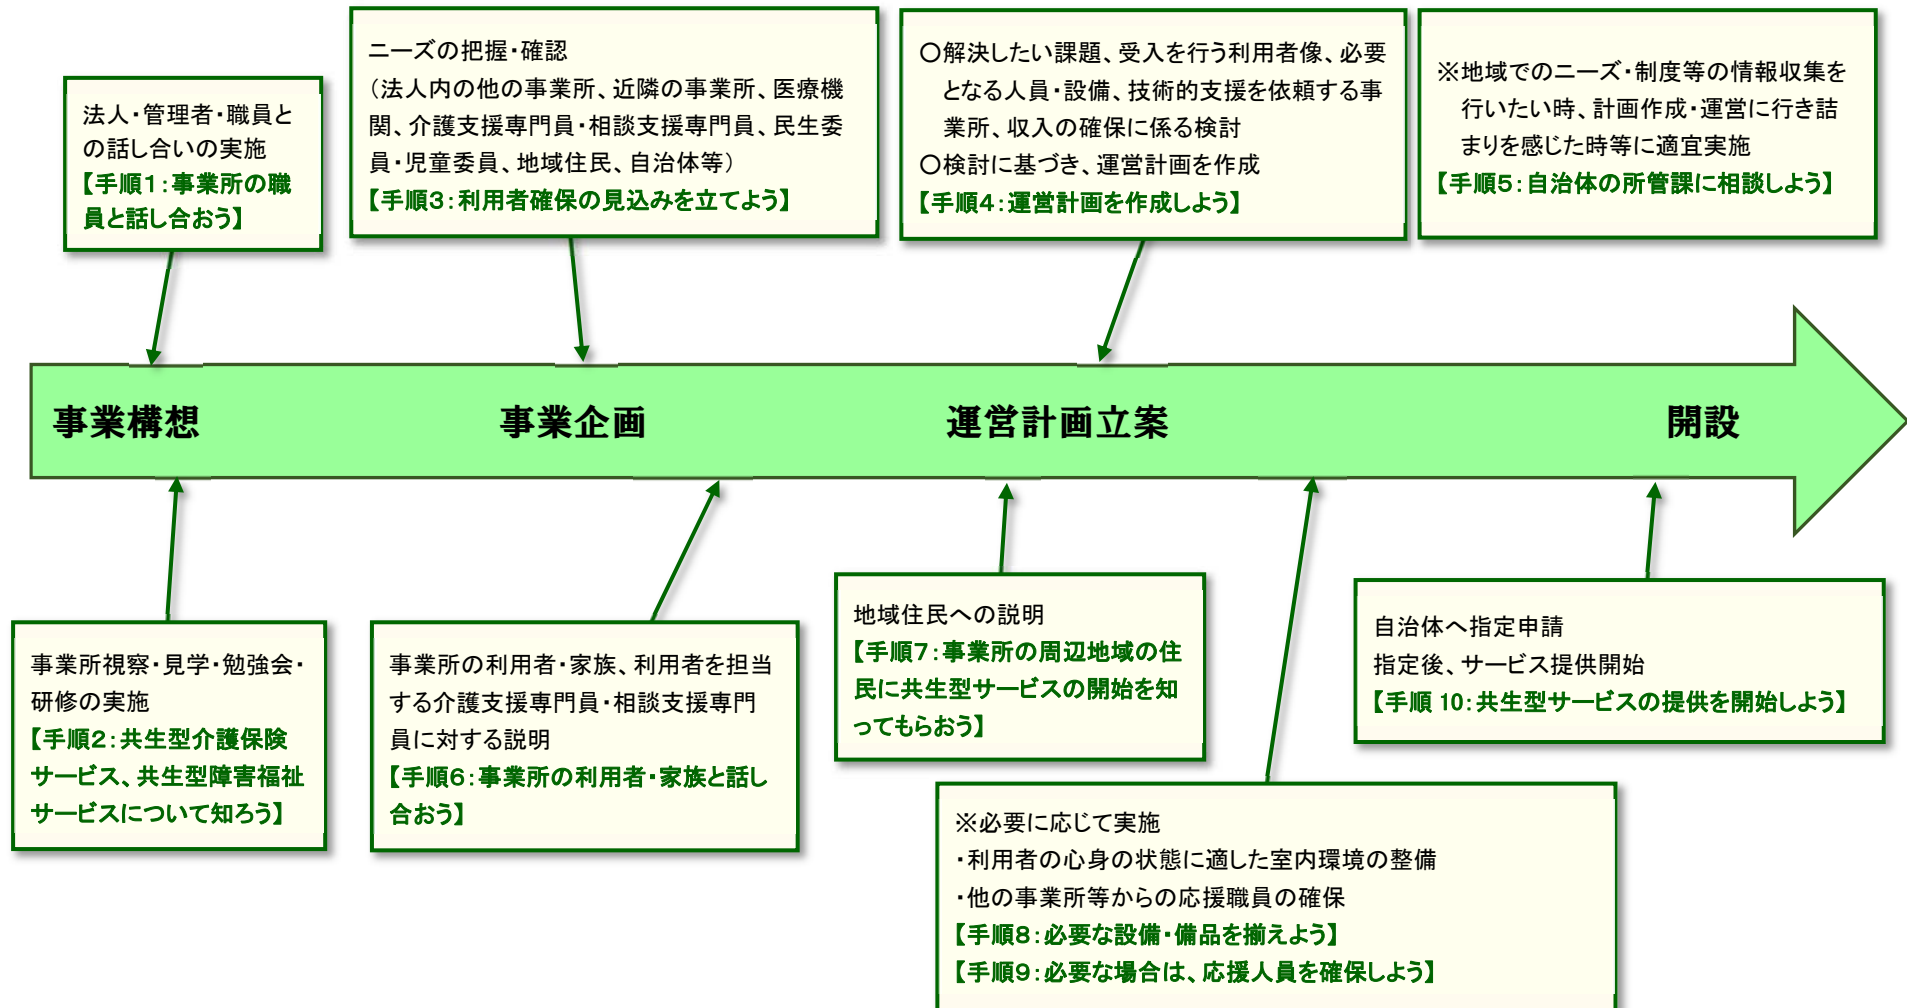 法人・管理者・職員と
の話し合いの実施
【手順1：事業所の職
員と話し合おう】
ニーズの把握・確認
（法人内の他の事業所、近隣の事業所、医療機
関、介護支援専門員・相談支援専門員、民生委
員・児童委員、地域住民、自治体等）
【手順3：利用者確保の見込みを立てよう】
〇解決したい課題、受入を行う利用者像、必要
となる人員・設備、技術的支援を依頼する事
業所、収入の確保に係る検討
〇検討に基づき、運営計画を作成
【手順4：運営計画を作成しよう】
※地域でのニーズ・制度等の情報収集を
行いたい時、計画作成・運営に行き詰
まりを感じた時等に適宜実施
【手順5：自治体の所管課に相談しよう】
事業構想
事業企画
運営計画立案
開設
事業所視察・見学・勉強会・
研修の実施
【手順2：共生型介護保険
サービス、共生型障害福祉
サービスについて知ろう】
事業所の利用者・家族、利用者を担当
する介護支援専門員・相談支援専門
員に対する説明
【手順6：事業所の利用者・家族と話し
合おう】
地域住民への説明
【手順7：事業所の周辺地域の住
民に共生型サービスの開始を知
ってもらおう】
※必要に応じて実施
・利用者の心身の状態に適した室内環境の整備
・他の事業所等からの応援職員の確保
【手順8：必要な設備・備品を揃えよう】
【手順9：必要な場合は、応援人員を確保しよう】
自治体へ指定申請
指定後、サービス提供開始
【手順 10：共生型サービスの提供を開始しよう】